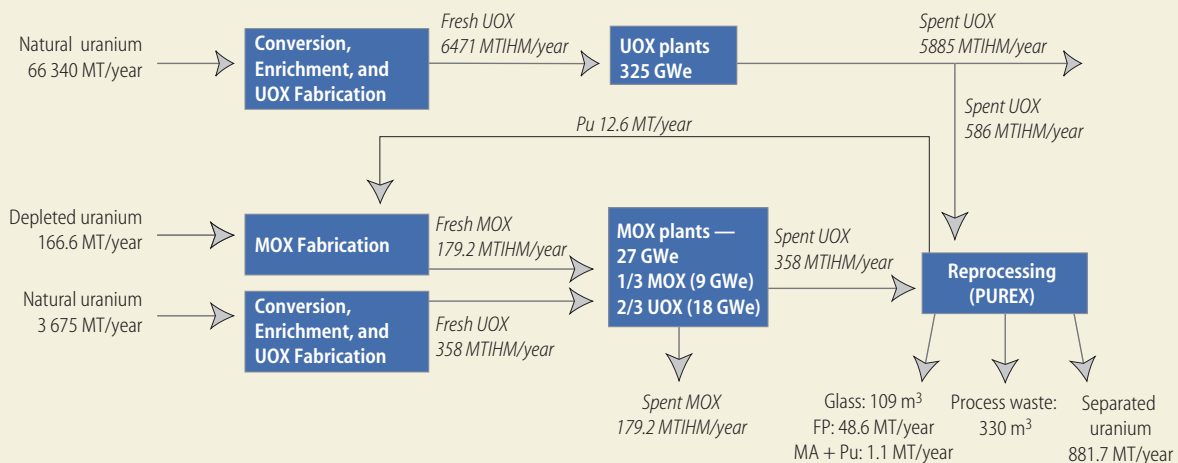 Natural uranium
66 340 MT/year
Conversion,
Enrichment, and
UOX Fabrication
Fresh UOX
6471 MTIHM/year
UOX plants
325 GWe
Spent UOX
5885 MTIHM/year
Spent UOX
586 MTIHM/year
Pu 12.6 MT/year
Depleted uranium
166.6 MT/year
MOX Fabrication
Fresh MOX
179.2 MTIHM/year
Natural uranium
3 675 MT/year
Conversion,
Enrichment, and
UOX Fabrication
Fresh UOX
358 MTIHM/year
MOX plants —
27 GWe
1/3 MOX (9 GWe)
2/3 UOX (18 GWe)
Spent UOX
358 MTIHM/year
Reprocessing
(PUREX)
Spent MOX
179.2 MTIHM/year
Glass: 109 m³
FP: 48.6 MT/year
MA + Pu: 1.1 MT/year
Process waste:
330 m³
Separated
uranium
881.7 MT/year